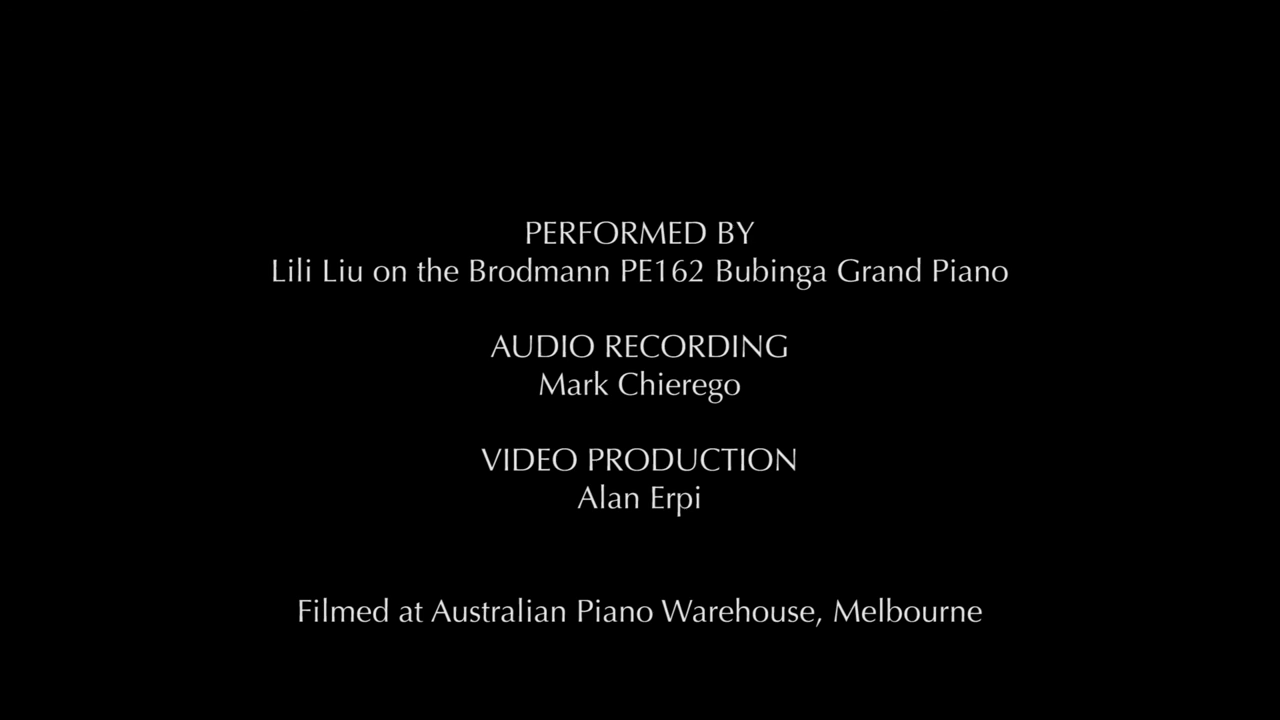 PERFORMED BY
Lili Liu on the Brodmann PE162 Bubinga Grand Piano
AUDIO RECORDING
Mark Chierego
VIDEO PRODUCTION
Alan Erpi
Filmed at Australian Piano Warehouse, Melbourne